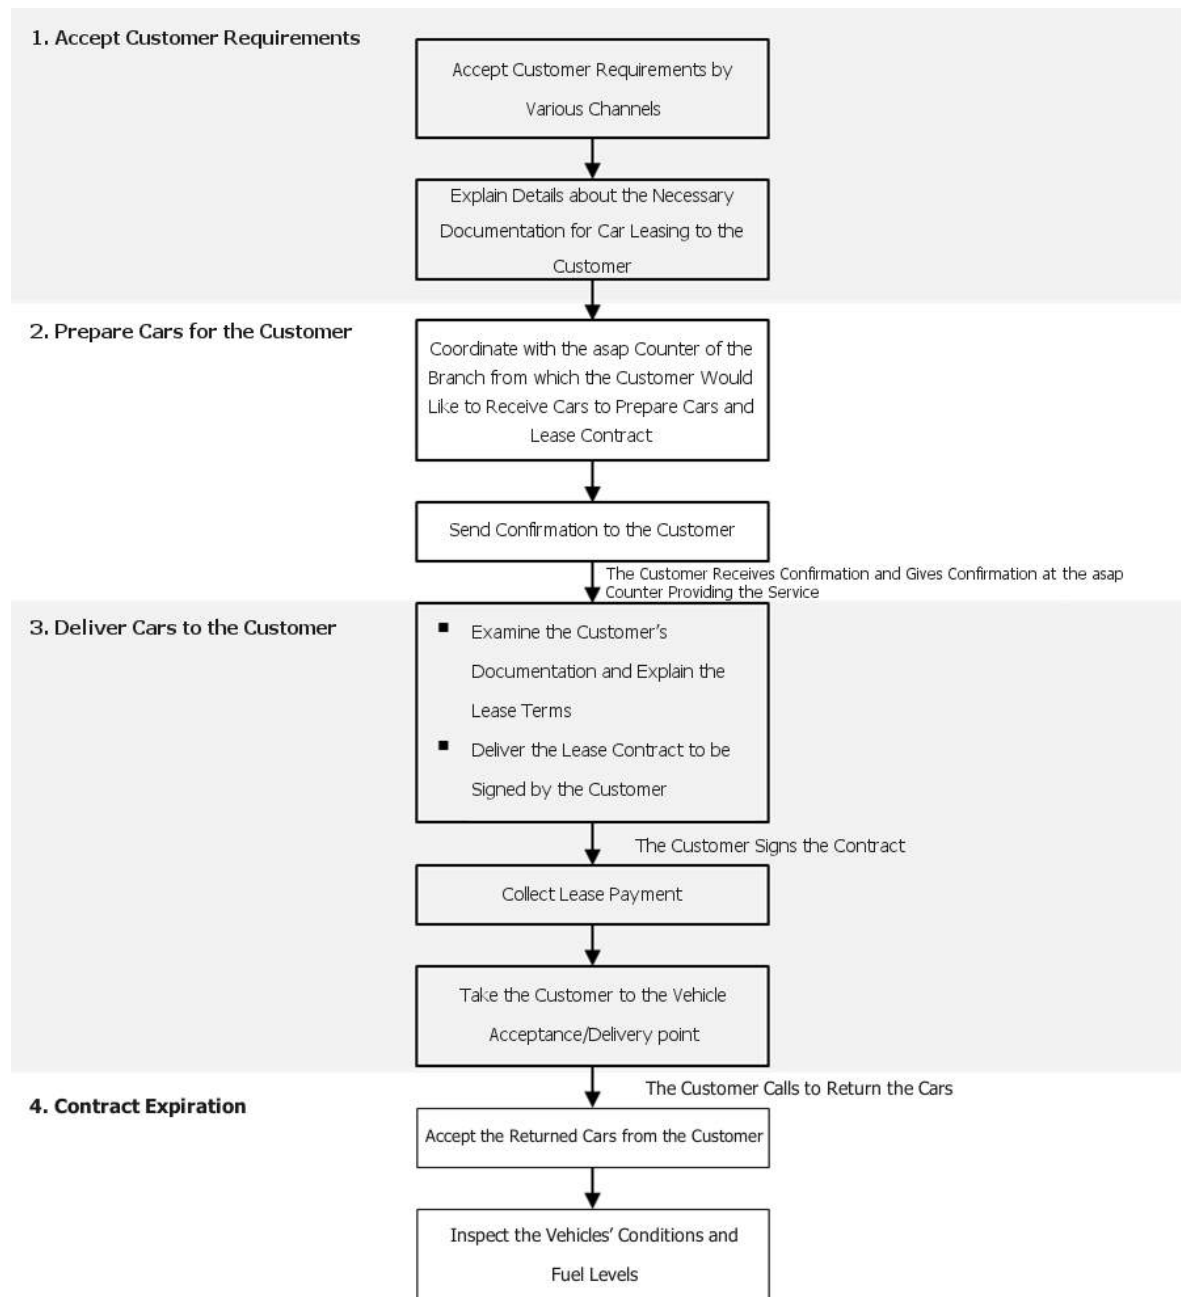 1. Accept Customer Requirements
Accept Customer Requirements by
Various Channels
Explain Details about the Necessary
Documentation for Car Leasing to the
Customer
2. Prepare Cars for the Customer
Coordinate with the asap Counter of the
Branch from which the Customer Would
Like to Receive Cars to Prepare Cars and
Lease Contract
Send Confirmation to the Customer
The Customer Receives Confirmation and Gives Confirmation at the asap
Counter Providing the Service
3. Deliver Cars to the Customer
■ Examine the Customer's
Documentation and Explain the
Lease Terms
■ Deliver the Lease Contract to be
Signed by the Customer
The Customer Signs the Contract
Collect Lease Payment
Take the Customer to the Vehicle
Acceptance/Delivery point
The Customer Calls to Return the Cars
4. Contract Expiration
Accept the Returned Cars from the Customer
Inspect the Vehicles' Conditions and
Fuel Levels